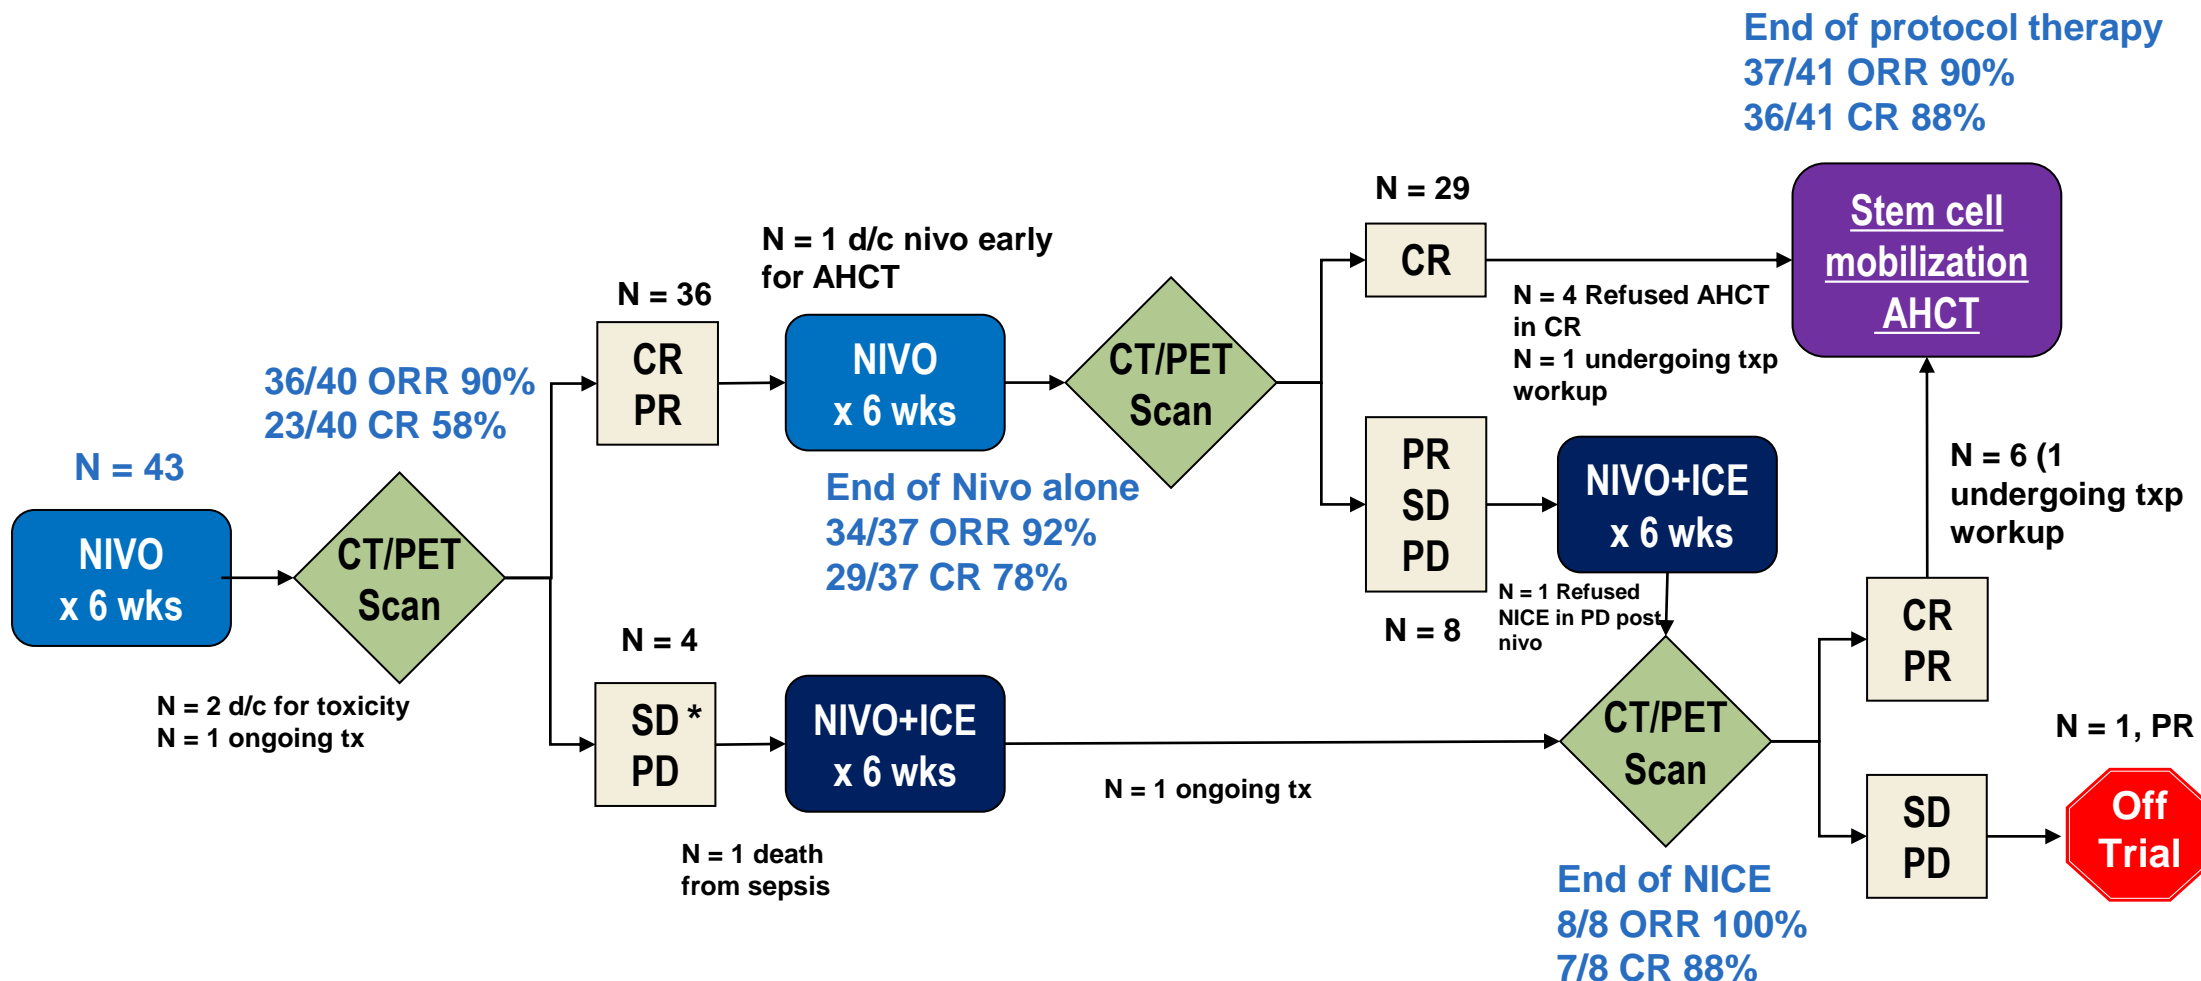 End of protocol therapy
37/41 ORR 90%
36/41 CR 88%
N = 29
CR
Stem cell
mobilization
AHCT
N = 1 d/c nivo early
for AHCT
N = 36
CR
PR
NIVO
x 6 wks
CT/PET
Scan
N = 4 Refused AHCT
in CR
N = 1 undergoing txp
workup
36/40 ORR 90%
23/40 CR 58%
N = 43
NIVO
x 6 wks
CT/PET
Scan
End of Nivo alone
34/37 ORR 92%
29/37 CR 78%
PR
SD
PD
N = 8
NIVO+ICE
x 6 wks
N = 1 Refused
NICE in PD post
nivo
N = 6 (1
undergoing txp
workup
CR
PR
N = 2 d/c for toxicity
N = 1 ongoing tx
N = 4
SD *
PD
NIVO+ICE
x 6 wks
N = 1 ongoing tx
CT/PET
Scan
N = 1, PR
SD
PD
Off
Trial
N = 1 death
from sepsis
End of NICE
8/8 ORR 100%
7/8 CR 88%